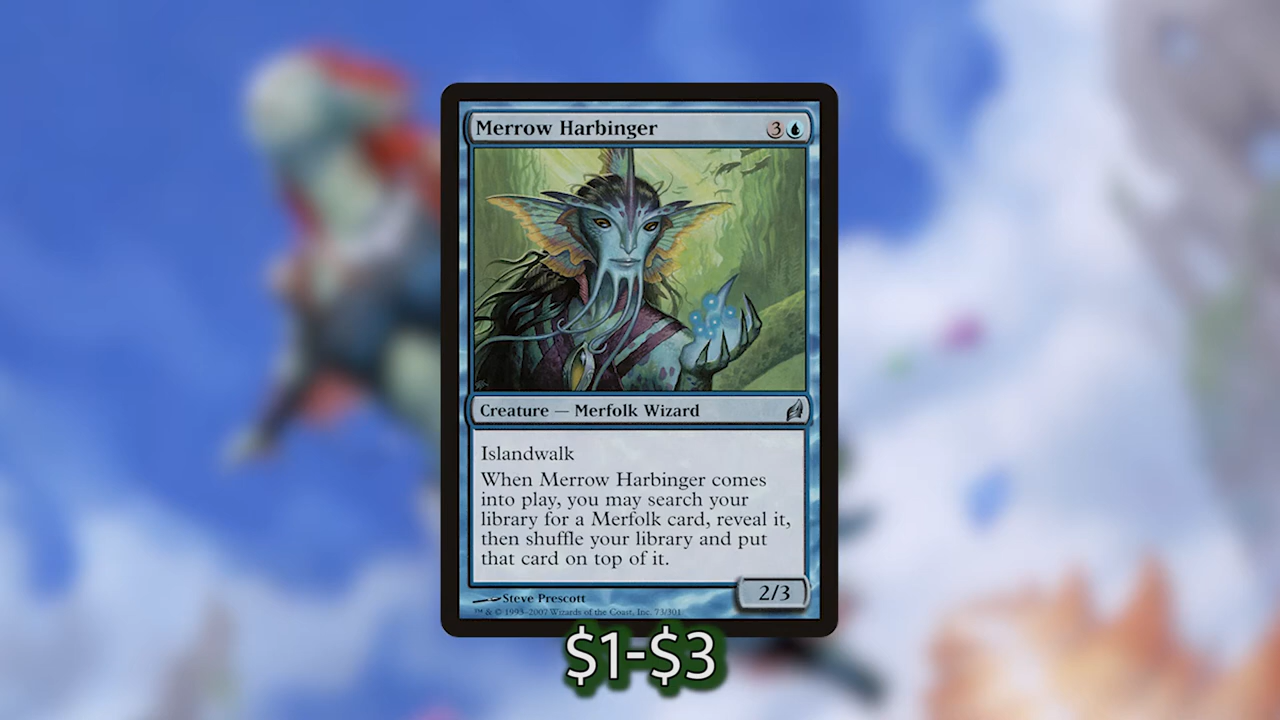 Merrow Harbinger 3
Creature — Merfolk Wizard
Islandwalk
When Merrow Harbinger comes
into play, you may search your
library for a Merfolk card, reveal it,
then shuffle your library and put
that card on top of it.
2/3
Steve Prescott
™ & © 1993–2007 Wizards of the Coast, Inc. 73/301
$1-$3